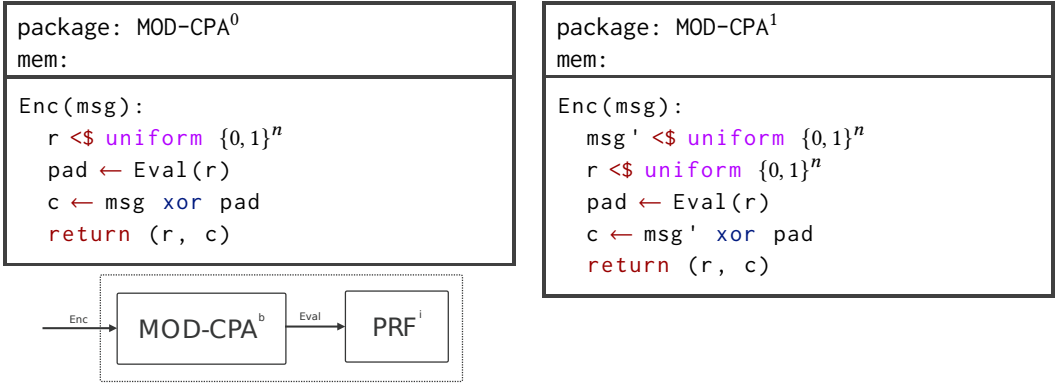 package: MOD-CPA⁰
mem:
Enc(msg):
r <$ uniform {0, 1}ⁿ
pad ← Eval(r)
c ← msg xor pad
return (r, c)
package: MOD-CPA¹
mem:
Enc(msg):
msg' <$ uniform {0, 1}ⁿ
r <$ uniform {0, 1}ⁿ
pad ← Eval(r)
c ← msg' xor pad
return (r, c)
Enc
MOD-CPAᵇ
Eval
PRFⁱ